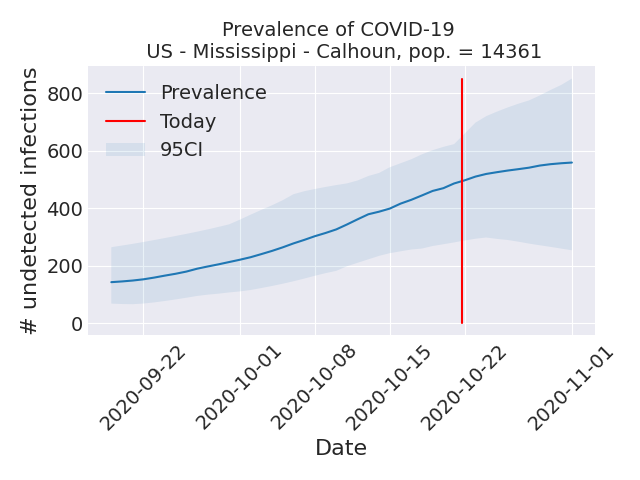 Prevalence of COVID-19
US - Mississippi - Calhoun, pop. = 14361
# undetected infections
800
600
400
200
0
Prevalence
Today
95CI
2020-09-22
2020-10-01
2020-10-08
2020-10-15
2020-10-22
2020-11-01
Date